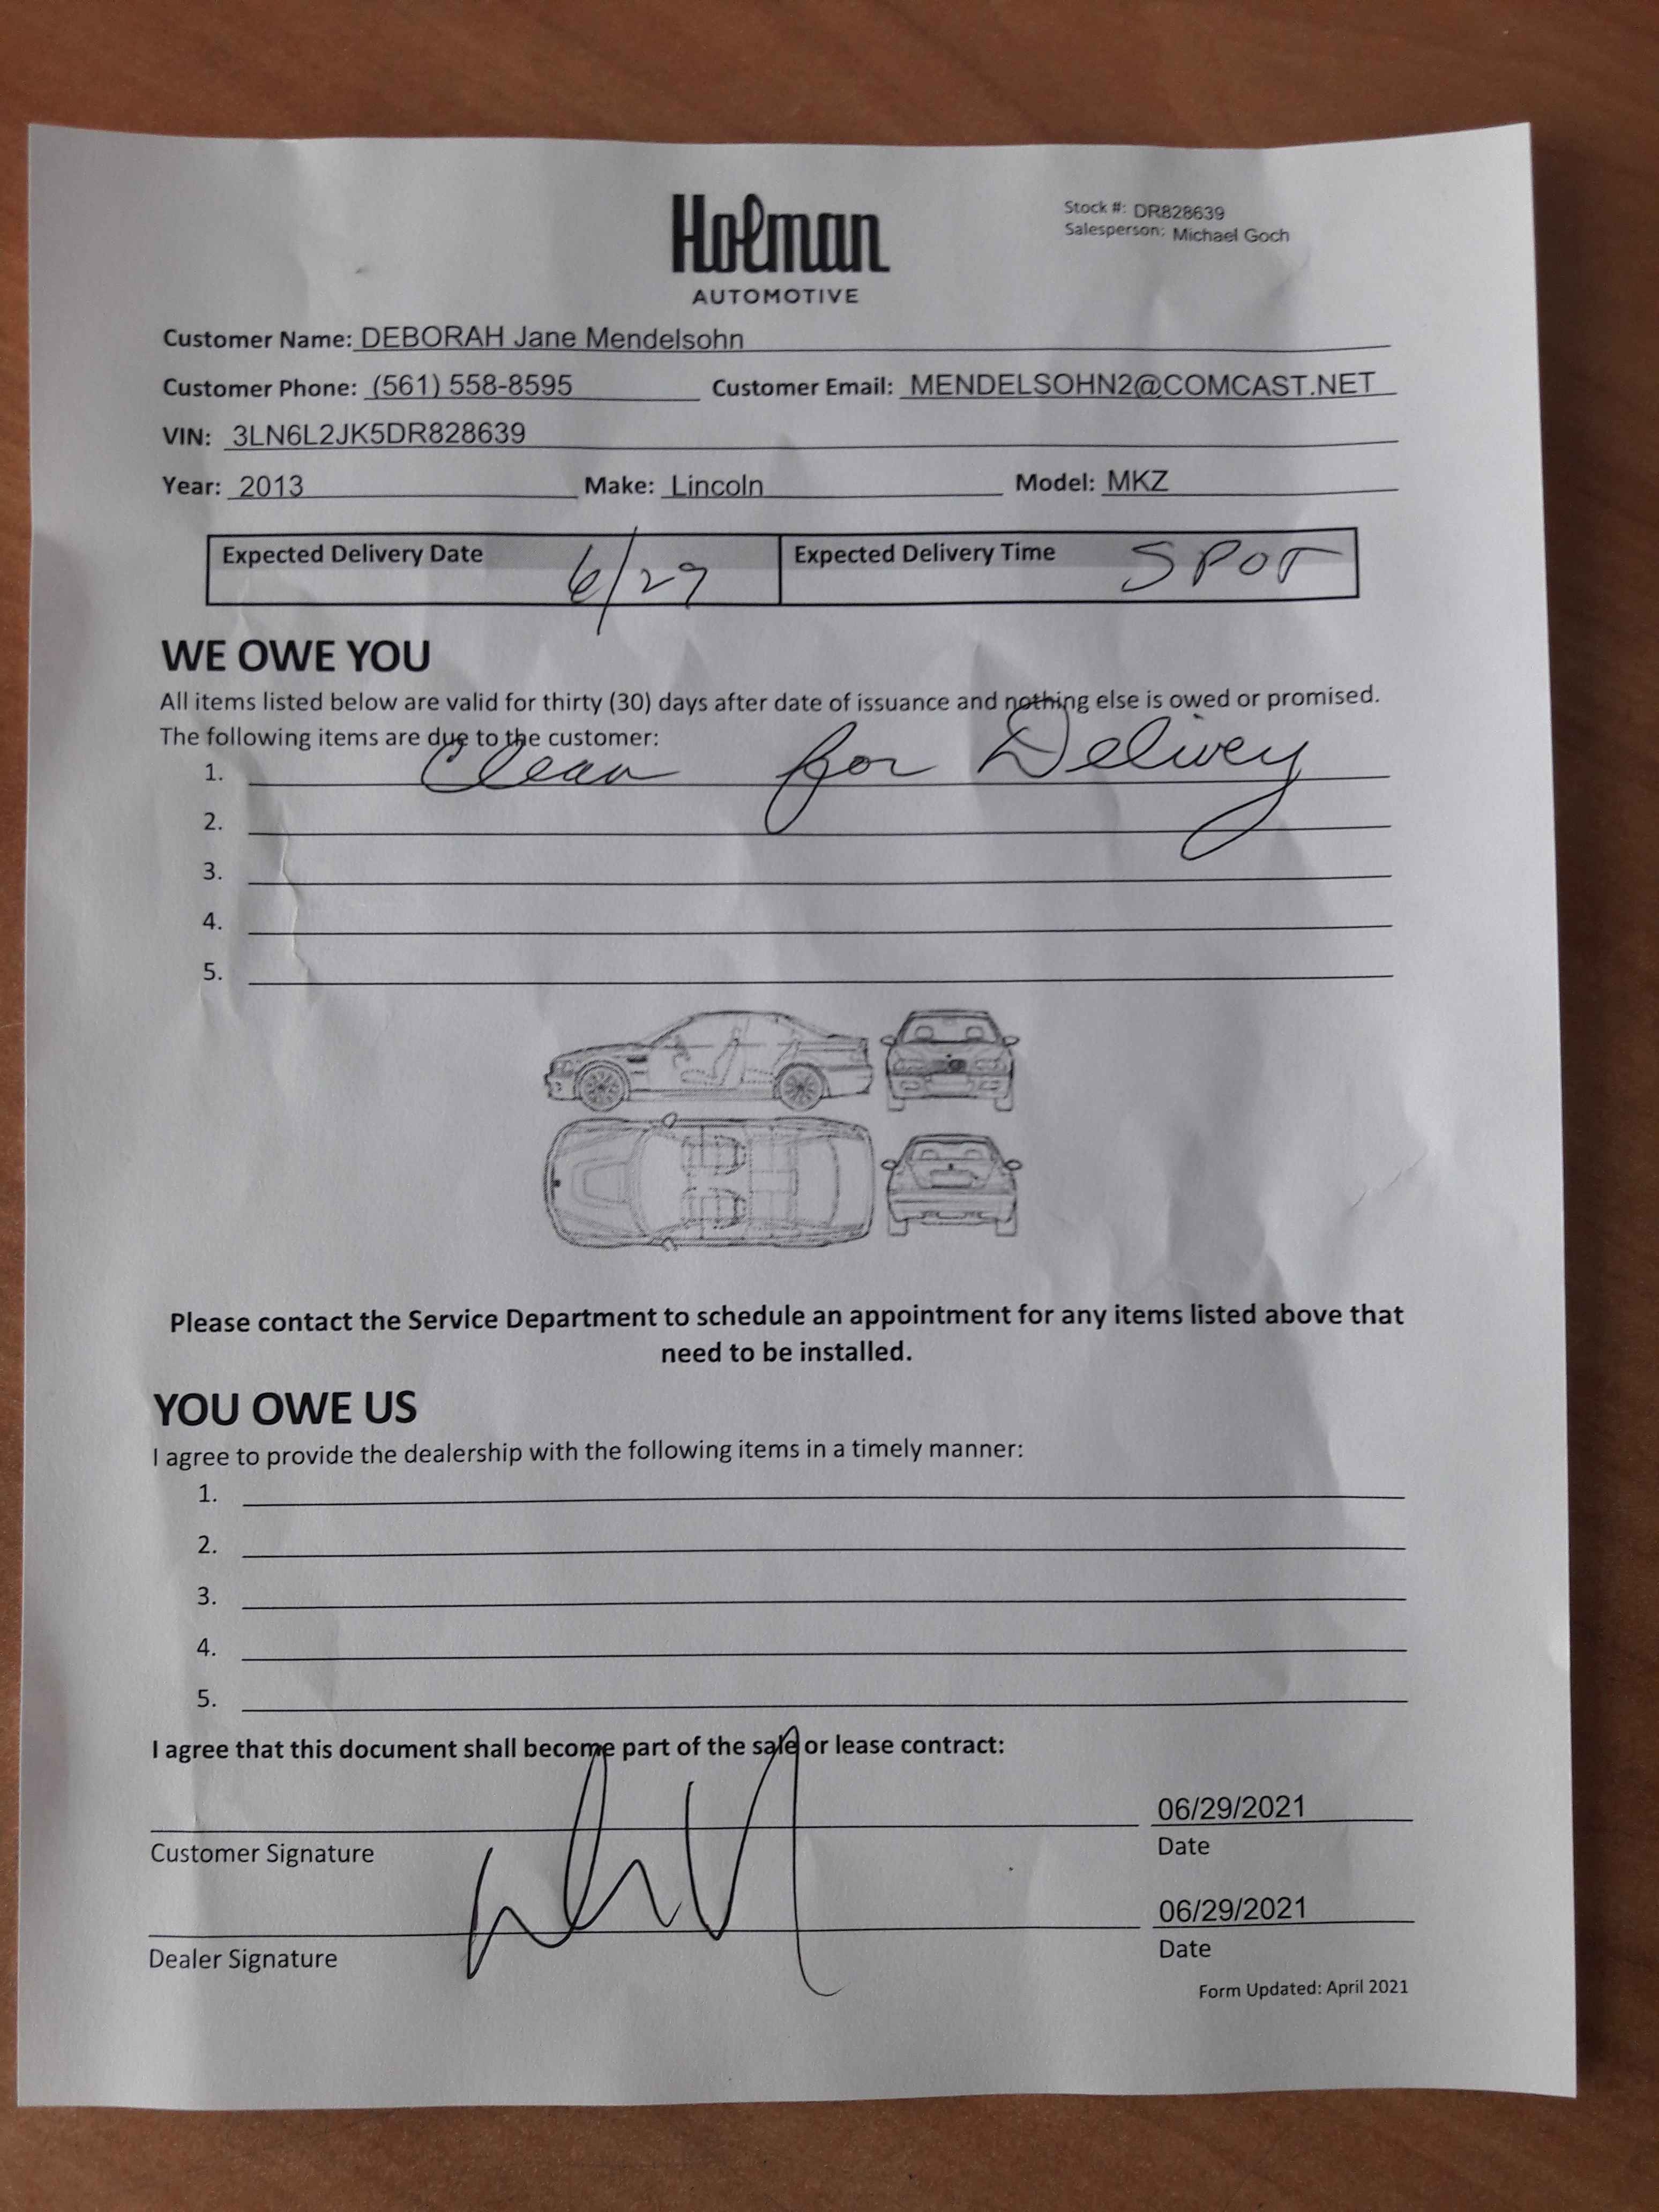 Holman
AUTOMOTIVE
Stock #: DR828639
Salesperson: Michael Goch
Customer Name: DEBORAH Jane Mendelsohn
Customer Phone: (561) 558-8595 Customer Email: MENDELSOHN2@COMCAST.NET
VIN: 3LN6L2JK5DR828639
Year: 2013 Make: Lincoln Model: MKZ
Expected Delivery Date 6/29 Expected Delivery Time SPOT
WE OWE YOU
All items listed below are valid for thirty (30) days after date of issuance and nothing else is owed or promised.
The following items are due to the customer:
1. Clean for Delivey
2.
3.
4.
5.
Please contact the Service Department to schedule an appointment for any items listed above that
need to be installed.
YOU OWE US
I agree to provide the dealership with the following items in a timely manner:
1.
2.
3.
4.
5.
I agree that this document shall become part of the sale or lease contract:
06/29/2021
Customer Signature Date
06/29/2021
Dealer Signature Date
Form Updated: April 2021